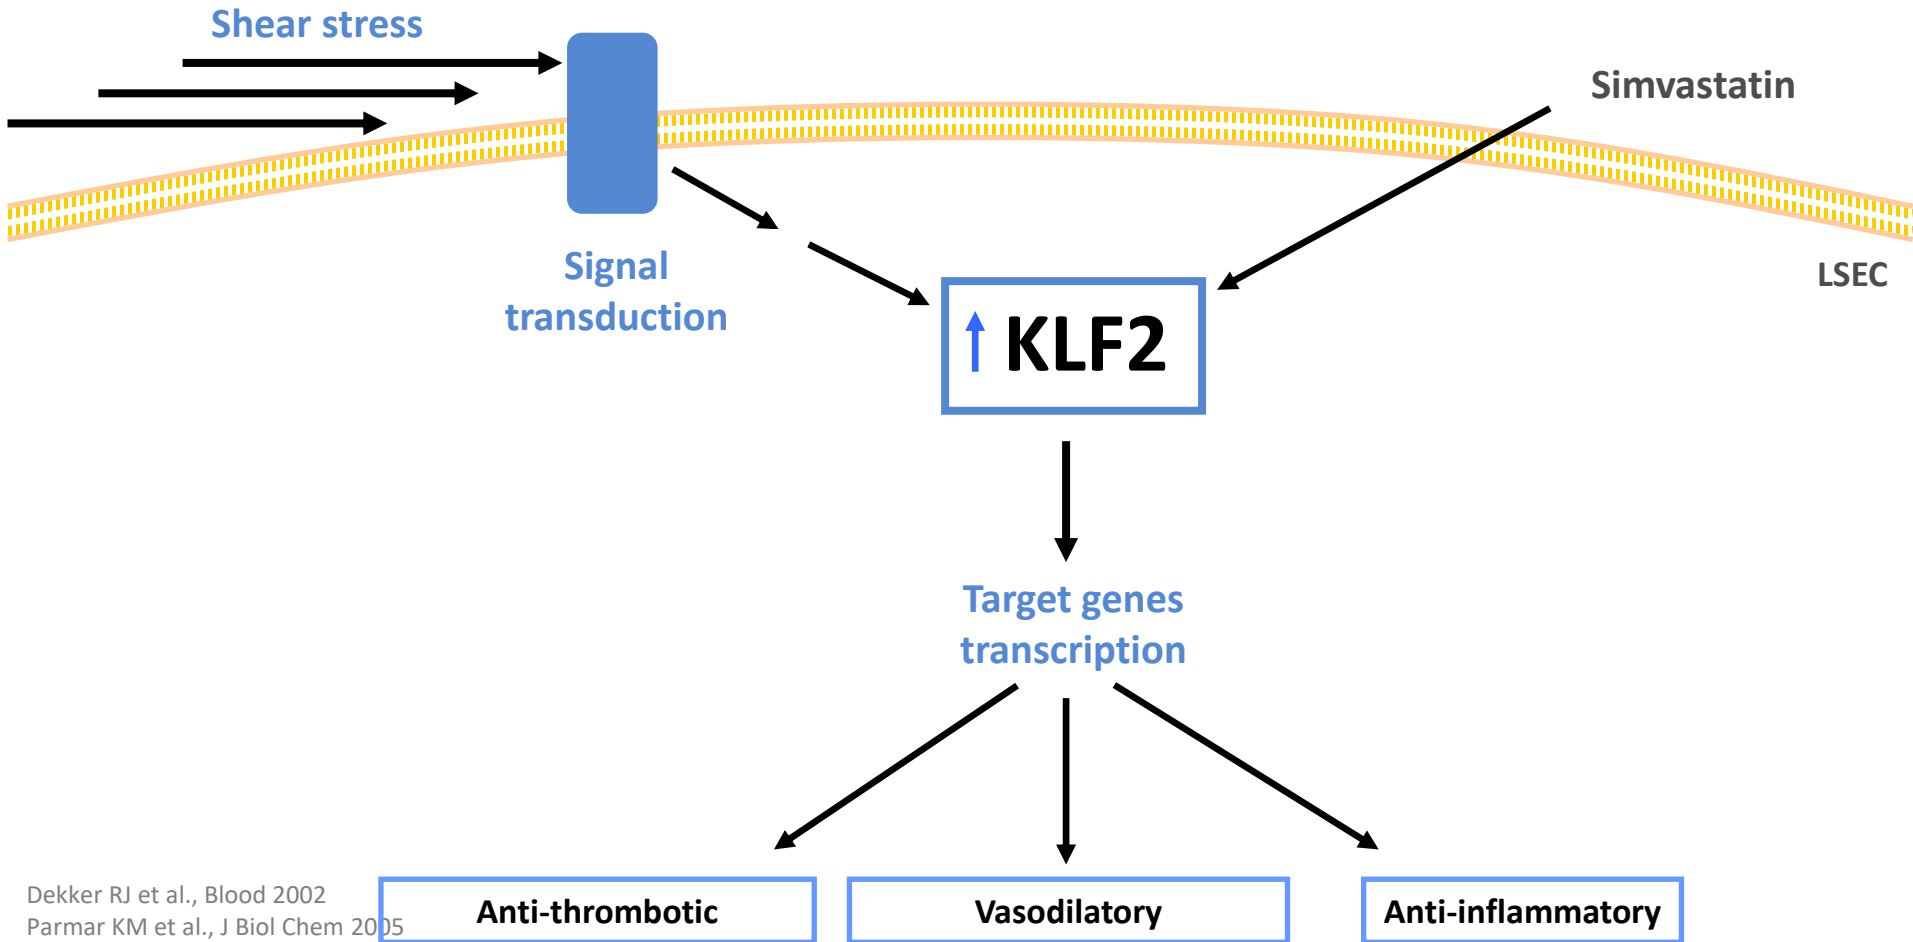 Shear stress
Simvastatin
Signal
transduction
LSEC
KLF2
Target genes
transcription
Dekker RJ et al., Blood 2002
Parmar KM et al., J Biol Chem 2005
Anti-thrombotic
Vasodilatory
Anti-inflammatory